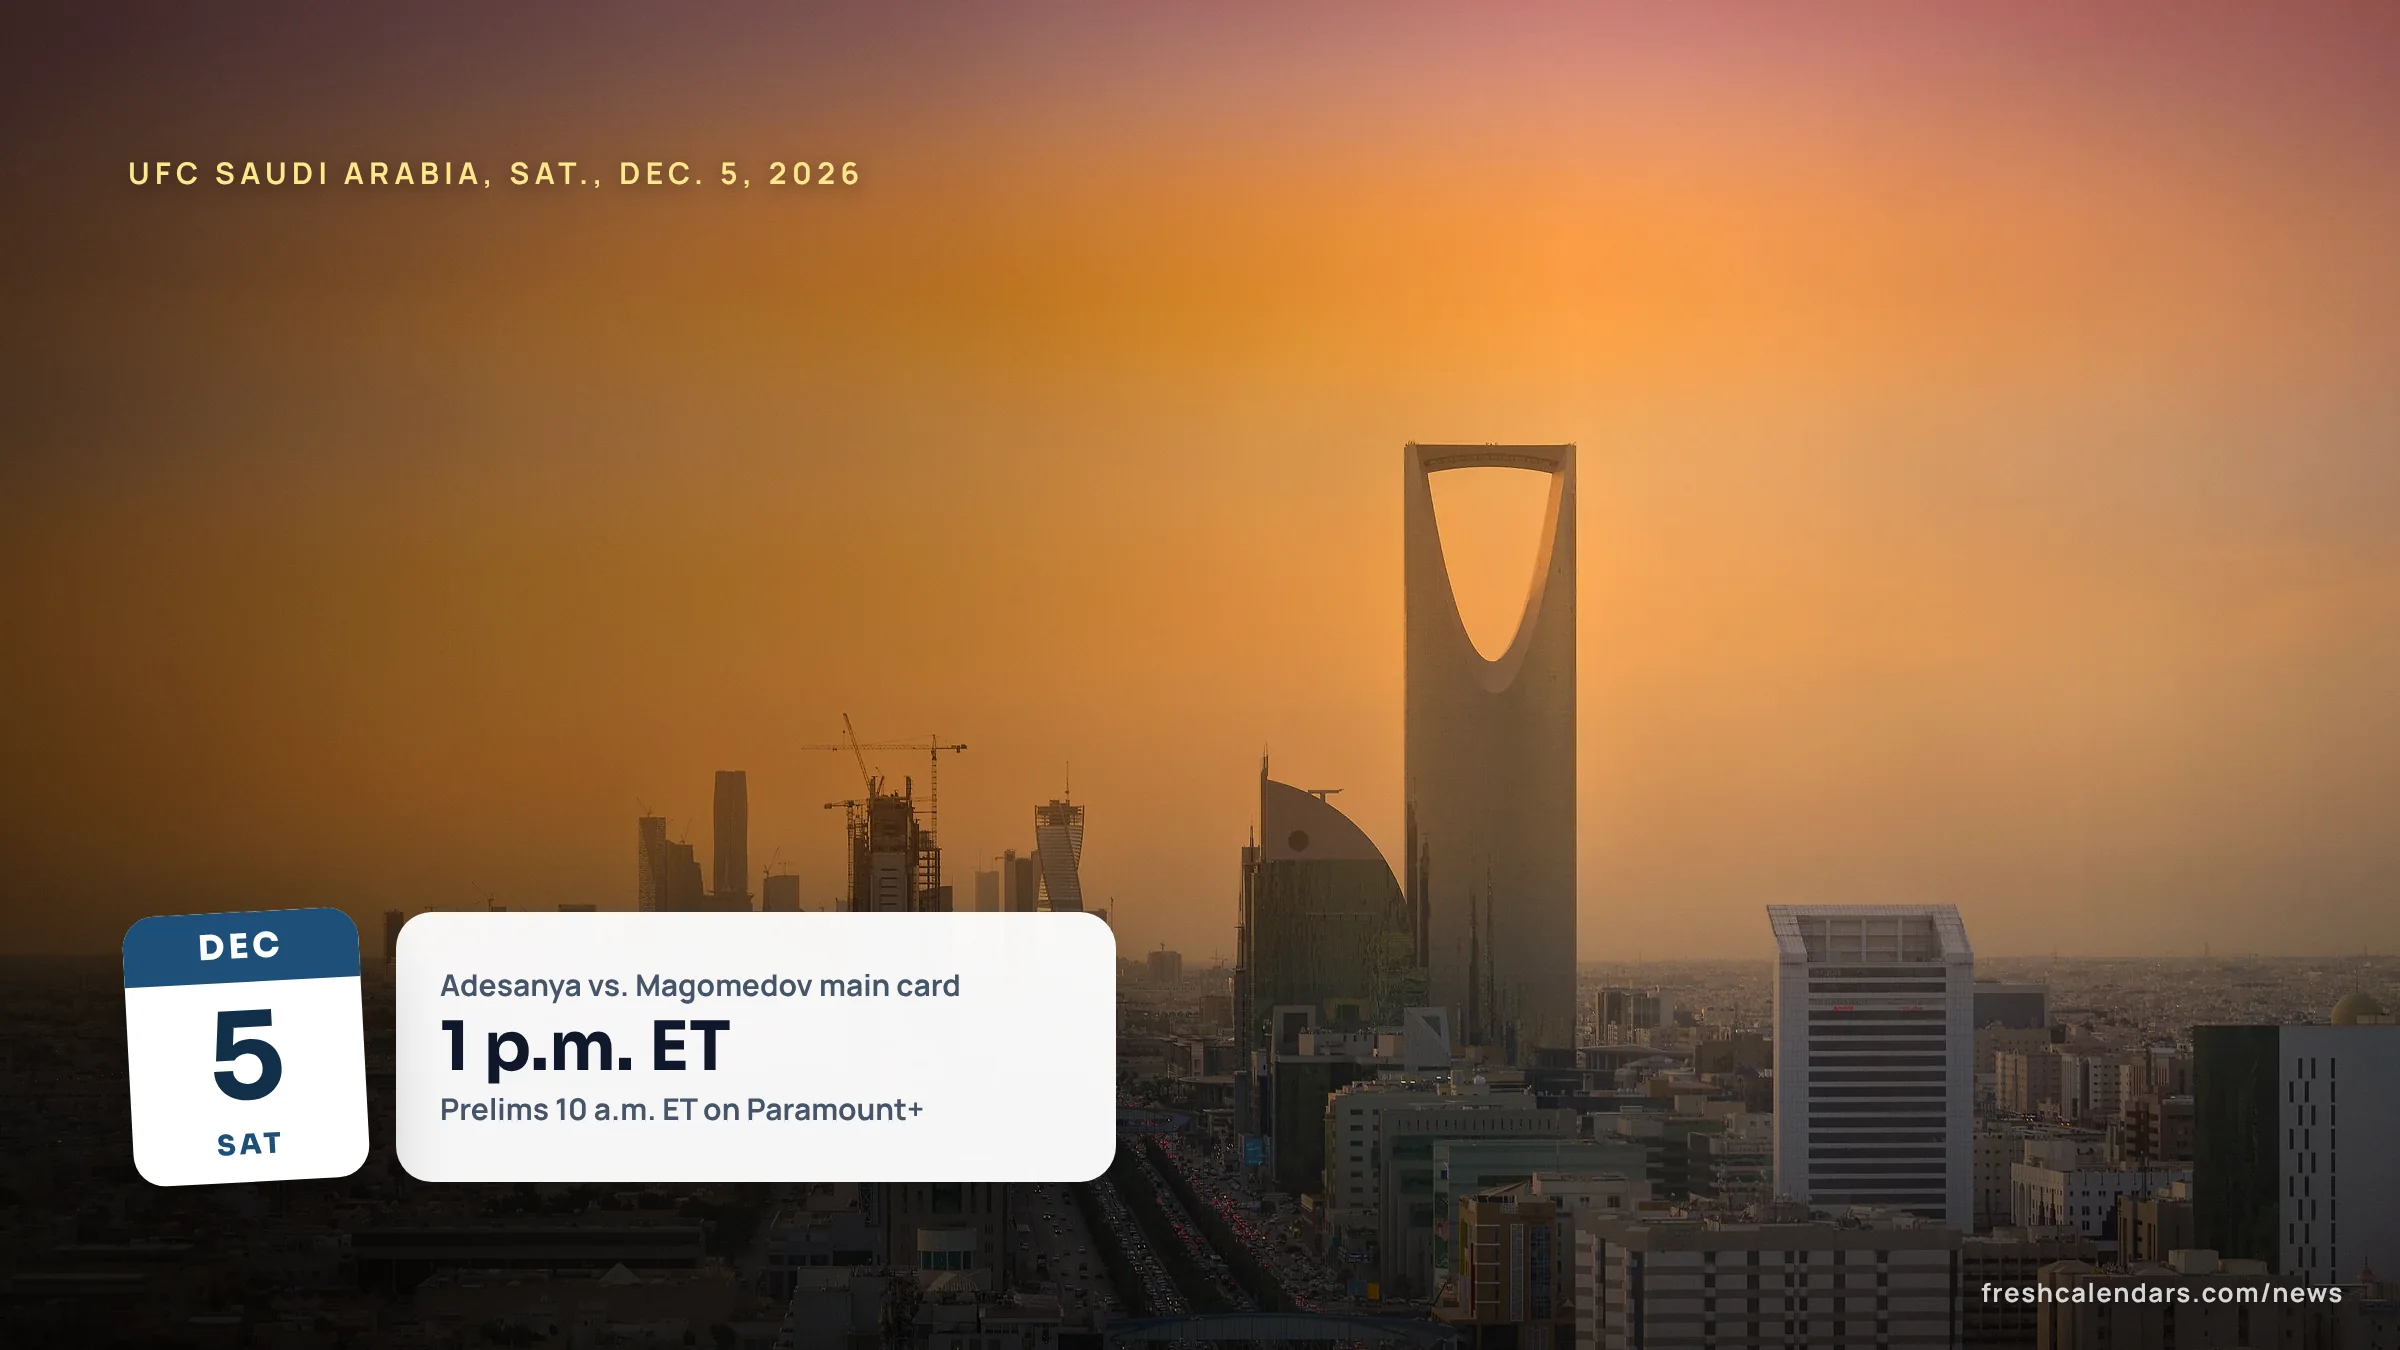 UFC SAUDI ARABIA, SAT., DEC. 5, 2026
DEC
5
SAT
Adesanya vs. Magomedov main card
1 p.m. ET
Prelims 10 a.m. ET on Paramount+
freshcalendars.com/news